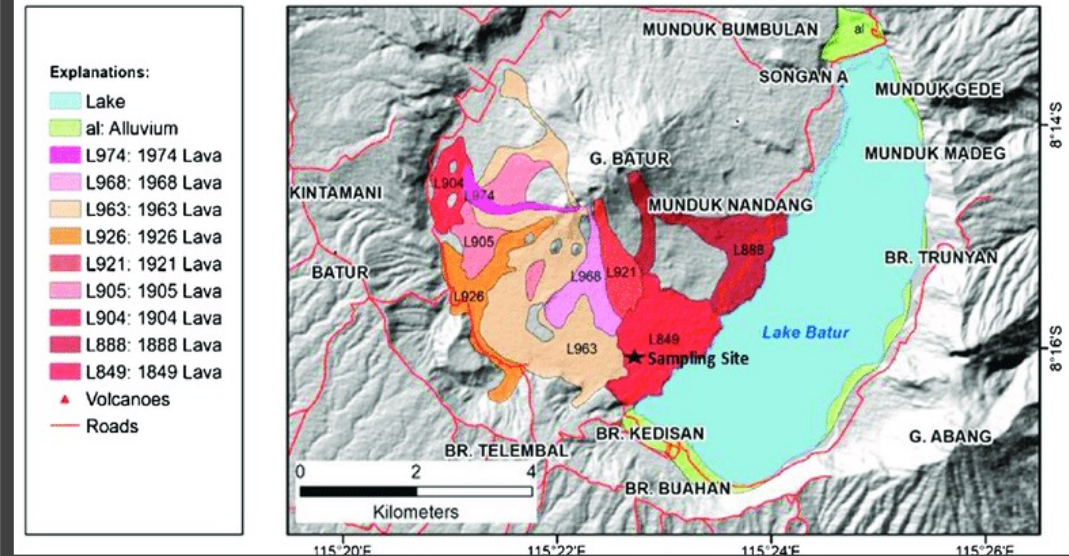 Explanations:
Lake
al: Alluvium
L974: 1974 Lava
L968: 1968 Lava
L963: 1963 Lava
L926: 1926 Lava
L921: 1921 Lava
L905: 1905 Lava
L904: 1904 Lava
L888: 1888 Lava
L849: 1849 Lava
Volcanoes
Roads
MUNDUK BUMBULAN
al
SONGAN A
MUNDUK GEDE
8°14'S
MUNDUK MADEG
G. BATUR
KINTAMANI
L904
L974
MUNDUK NANDANG
L905
L888
BR. TRUNYAN
BATUR
L968
L921
L926
Lake Batur
L849
L963
Sampling Site
8°16'S
BR. KEDISAN
G. ABANG
BR. TELEMBAL
BR. BUAHAN
0 2 4
Kilometers
115°20'E 115°22'E 115°24'E 115°26'E